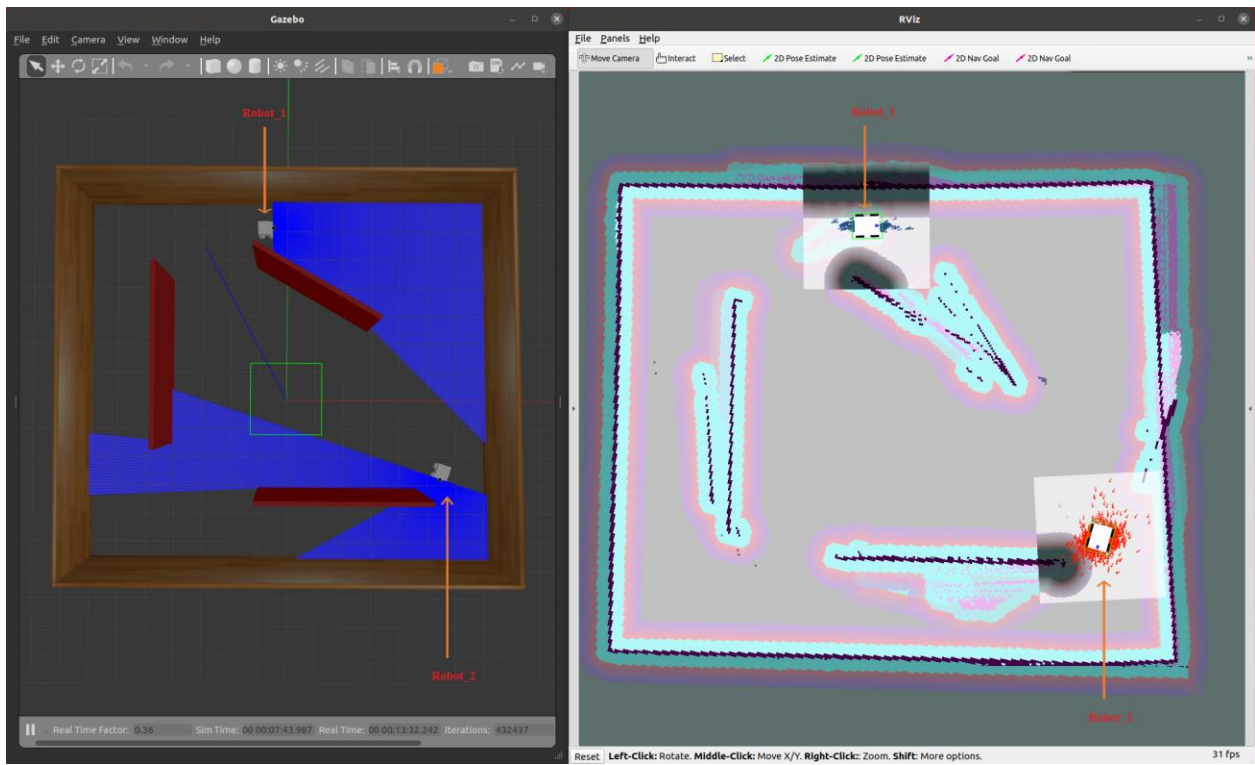 Gazebo
File Edit Camera View Window Help
Robot_1
Robot_2
Real Time Factor: 0.36 Sim Time: 00 00:07:43.987 Real Time: 00 00:13:32.242 Iterations: 432437
RViz
File Panels Help
Move Camera Interact Select 2D Pose Estimate 2D Pose Estimate 2D Nav Goal 2D Nav Goal
Robot_1
Robot_2
Reset Left-Click: Rotate. Middle-Click: Move X/Y. Right-Click:: Zoom. Shift: More options. 31 fps